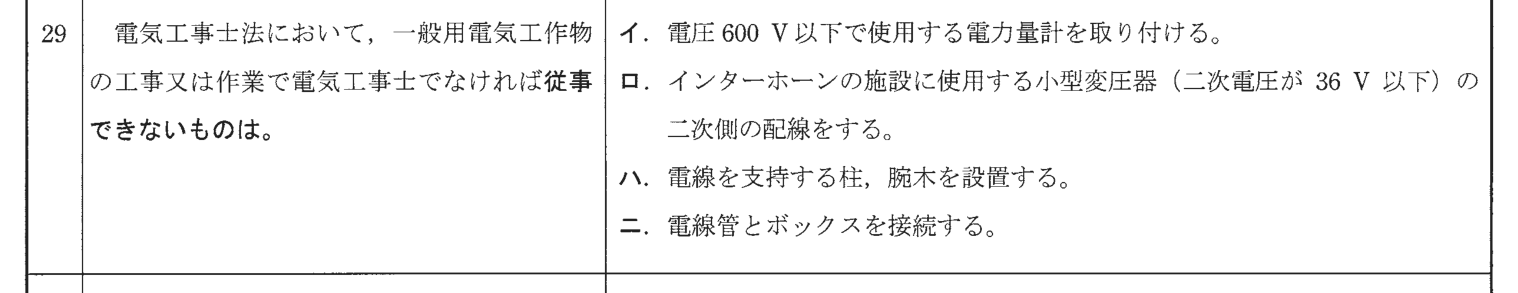 29
電気工事士法において，一般用電気工作物
の工事又は作業で電気工事士でなければ従事
できないものは。
イ．電圧 600 V 以下で使用する電力量計を取り付ける。
ロ．インターホーンの施設に使用する小型変圧器（二次電圧が 36 V 以下）の
二次側の配線をする。
ハ．電線を支持する柱，腕木を設置する。
ニ．電線管とボックスを接続する。